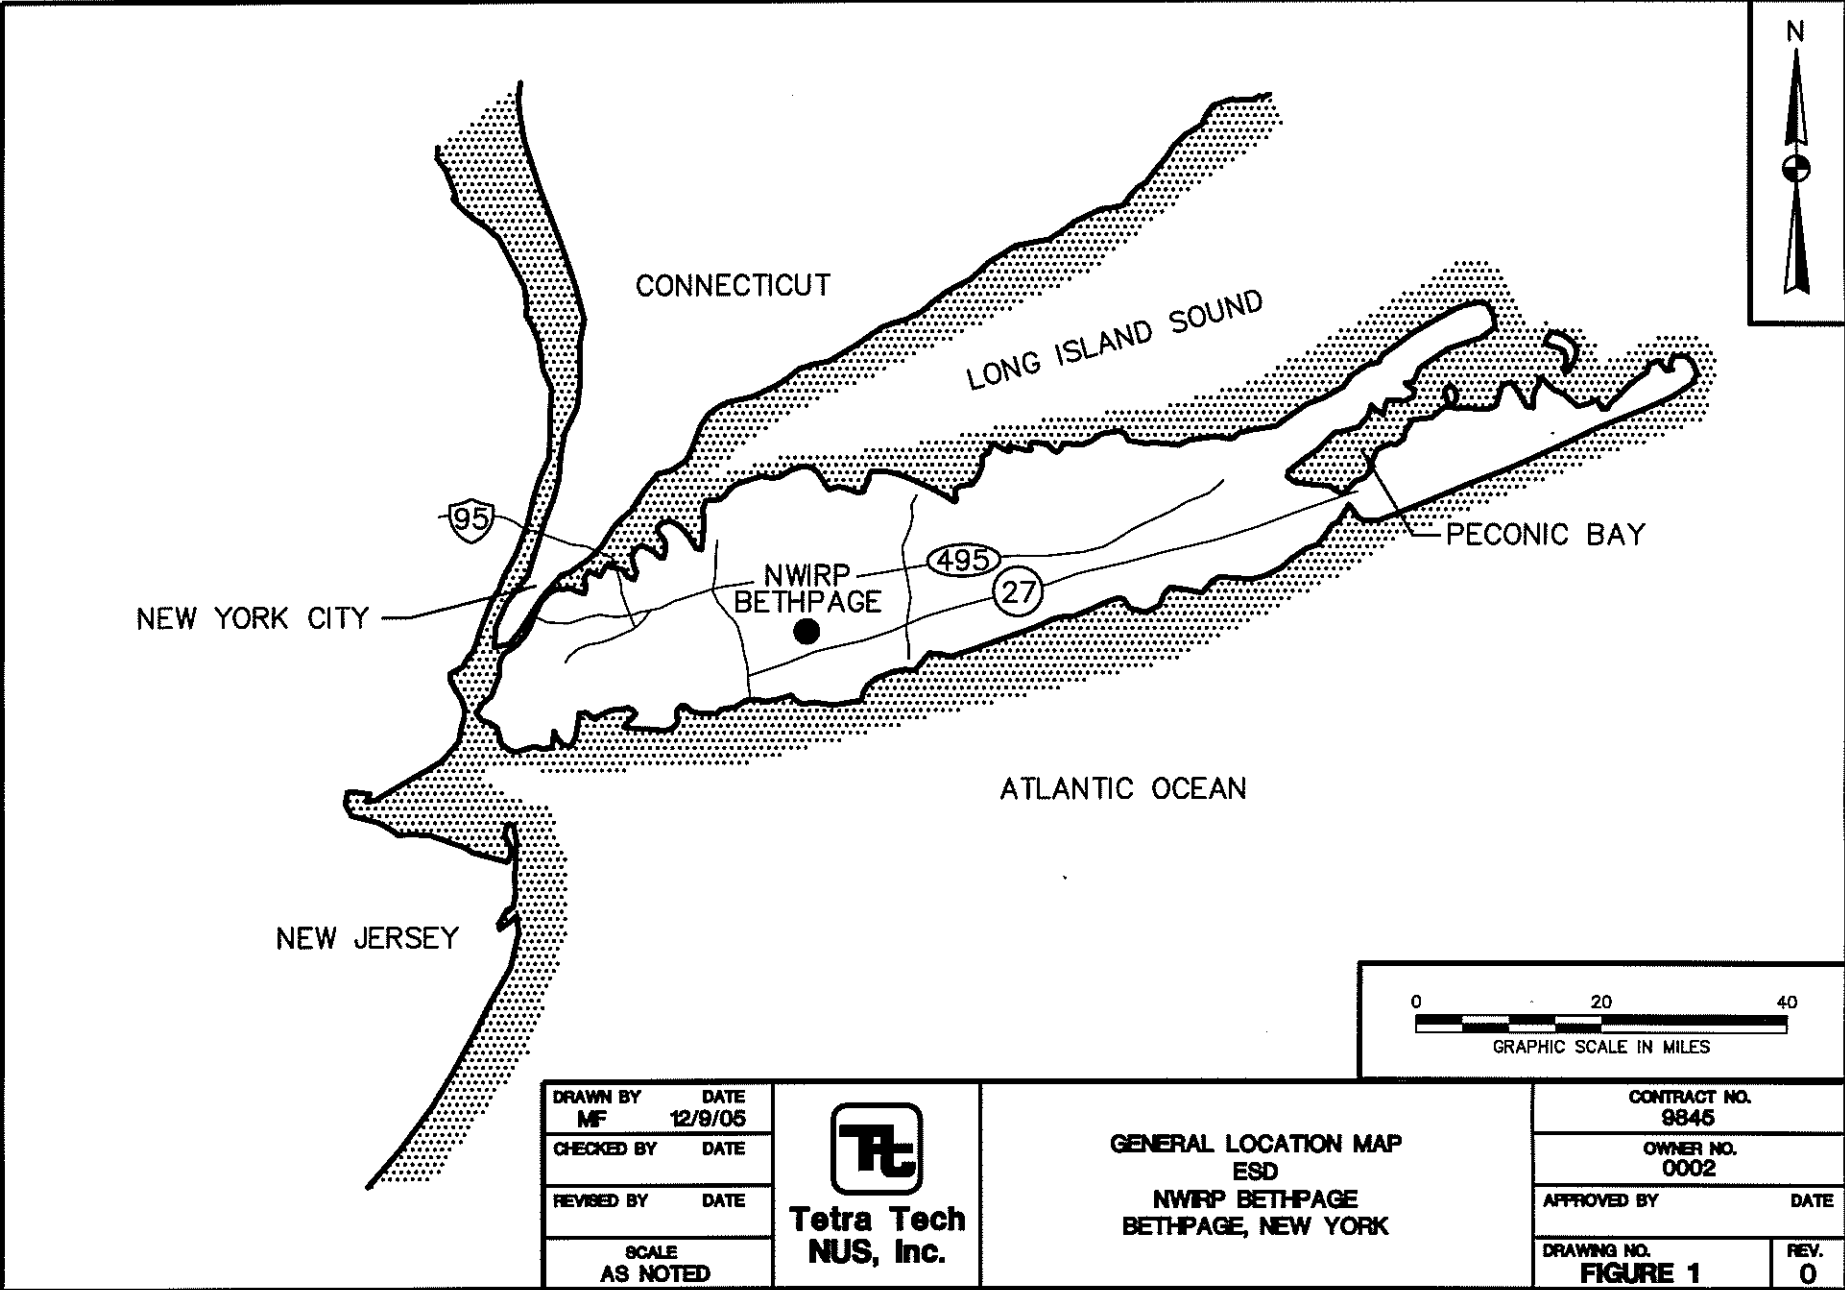 N
CONNECTICUT
LONG ISLAND SOUND
95
495
PECONIC BAY
NWIRP
BETHPAGE
27
NEW YORK CITY
ATLANTIC OCEAN
NEW JERSEY
0 20 40
GRAPHIC SCALE IN MILES
DRAWN BY DATE
MF 12/9/05
CHECKED BY DATE
REVISED BY DATE
SCALE
AS NOTED
Tt
Tetra Tech
NUS, Inc.
GENERAL LOCATION MAP
ESD
NWIRP BETHPAGE
BETHPAGE, NEW YORK
CONTRACT NO.
9845
OWNER NO.
0002
APPROVED BY DATE
DRAWING NO.
FIGURE 1
REV.
0